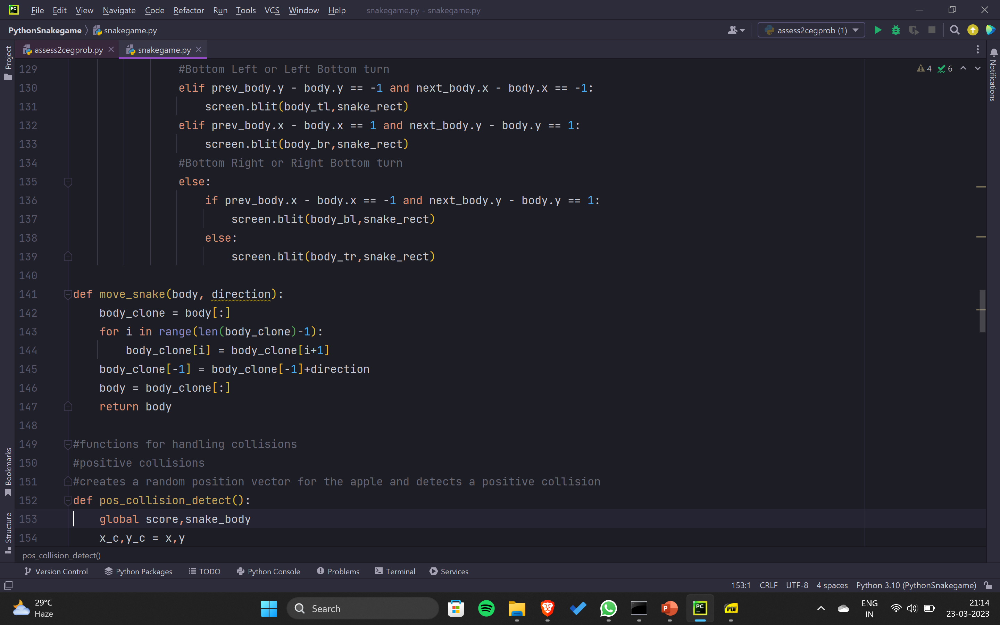 PC File Edit View Navigate Code Refactor Run Tools VCS Window Help snakegame.py - snakegame.py
PythonSnakegame snakegame.py assess2cegprob (1)
assess2cegprob.py snakegame.py
Project
Notifications
4 6
129 #Bottom Left or Left Bottom turn
130 elif prev_body.y - body.y == -1 and next_body.x - body.x == -1:
131 screen.blit(body_tl,snake_rect)
132 elif prev_body.x - body.x == 1 and next_body.y - body.y == 1:
133 screen.blit(body_br,snake_rect)
134 #Bottom Right or Right Bottom turn
135 else:
136 if prev_body.x - body.x == -1 and next_body.y - body.y == 1:
137 screen.blit(body_bl,snake_rect)
138 else:
139 screen.blit(body_tr,snake_rect)
140
141 def move_snake(body, direction):
142 body_clone = body[:]
143 for i in range(len(body_clone)-1):
144 body_clone[i] = body_clone[i+1]
145 body_clone[-1] = body_clone[-1]+direction
146 body = body_clone[:]
147 return body
148
149 #functions for handling collisions
150 #positive collisions
151 #creates a random position vector for the apple and detects a positive collision
152 def pos_collision_detect():
153 global score,snake_body
154 x_c,y_c = x,y
Bookmarks
Structure
pos_collision_detect()
Version Control Python Packages TODO Python Console Problems Terminal Services
153:1 CRLF UTF-8 4 spaces Python 3.10 (PythonSnakegame)
29°C
Haze
Search
P
PC
PDF
ENG
IN
21:14
23-03-2023